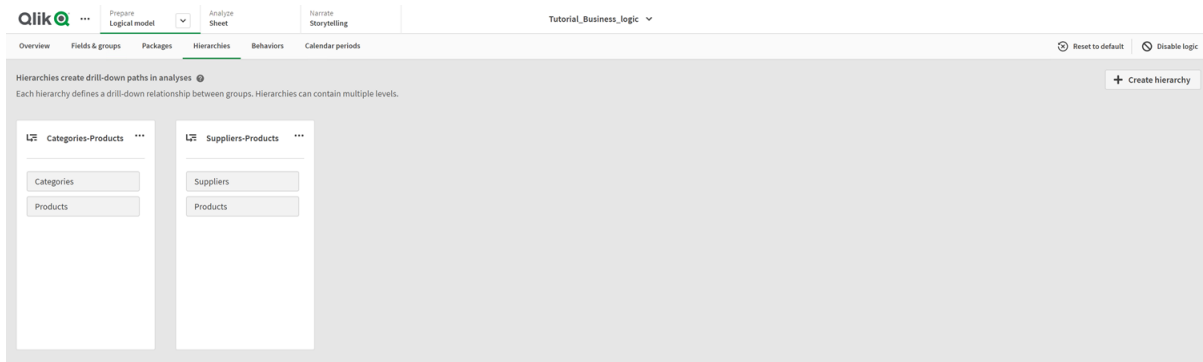 Qlik
Prepare
Logical model
Analyze
Sheet
Narrate
Storytelling
Tutorial_Business_logic
Overview Fields & groups Packages Hierarchies Behaviors Calendar periods Reset to default Disable logic
Hierarchies create drill-down paths in analyses ?
Create hierarchy
Each hierarchy defines a drill-down relationship between groups. Hierarchies can contain multiple levels.
Categories-Products
Categories
Products
Suppliers-Products
Suppliers
Products